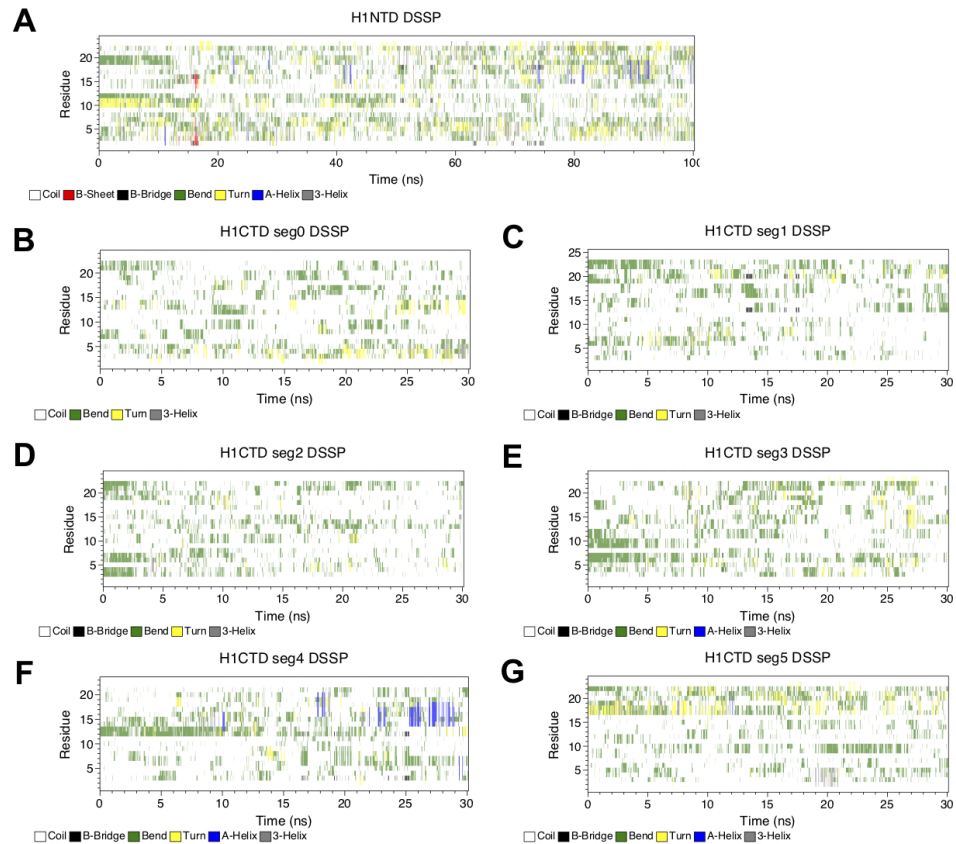 A
H1NTD DSSP
Residue
20
15
10
5
0 20 40 60 80 100
Time (ns)
Coil B-Sheet B-Bridge Bend Turn A-Helix 3-Helix
B
H1CTD seg0 DSSP
Residue
20
15
10
5
0 5 10 15 20 25 30
Time (ns)
Coil Bend Turn 3-Helix
C
H1CTD seg1 DSSP
Residue
25
20
15
10
5
0 5 10 15 20 25 30
Time (ns)
Coil B-Bridge Bend Turn 3-Helix
D
H1CTD seg2 DSSP
Residue
20
15
10
5
0 5 10 15 20 25 30
Time (ns)
Coil B-Bridge Bend Turn 3-Helix
E
H1CTD seg3 DSSP
Residue
20
15
10
5
0 5 10 15 20 25 30
Time (ns)
Coil B-Bridge Bend Turn A-Helix 3-Helix
F
H1CTD seg4 DSSP
Residue
20
15
10
5
0 5 10 15 20 25 30
Time (ns)
Coil B-Bridge Bend Turn A-Helix 3-Helix
G
H1CTD seg5 DSSP
Residue
20
15
10
5
0 5 10 15 20 25 30
Time (ns)
Coil B-Bridge Bend Turn A-Helix 3-Helix